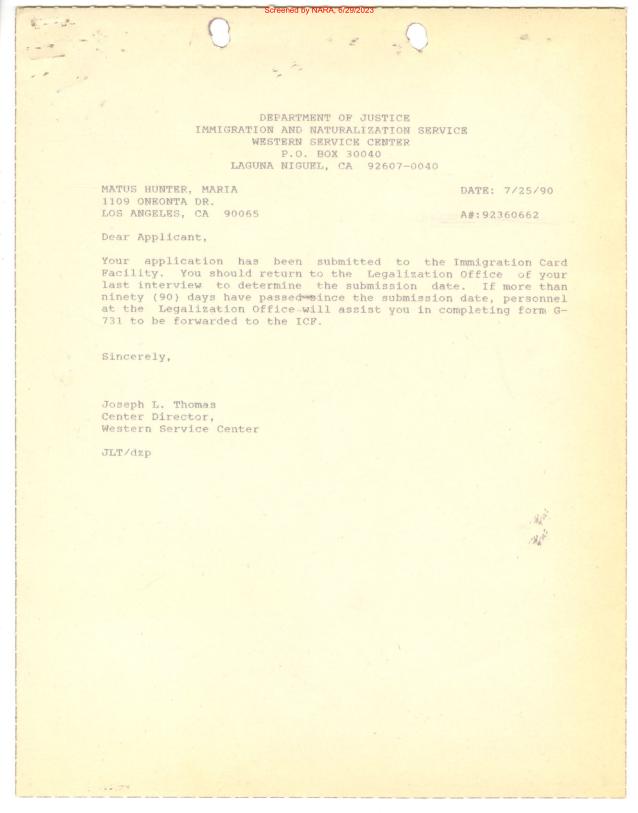 Screened by NARA, 6/29/2023
DEPARTMENT OF JUSTICE
IMMIGRATION AND NATURALIZATION SERVICE
WESTERN SERVICE CENTER
P.O. BOX 30040
LAGUNA NIGUEL, CA 92607-0040
MATUS HUNTER, MARIA DATE: 7/25/90
1109 ONEONTA DR.
LOS ANGELES, CA 90065 A#:92360662
Dear Applicant,
Your application has been submitted to the Immigration Card
Facility. You should return to the Legalization Office of your
last interview to determine the submission date. If more than
ninety (90) days have passed since the submission date, personnel
at the Legalization Office will assist you in completing form G-
731 to be forwarded to the ICF.
Sincerely,
Joseph L. Thomas
Center Director,
Western Service Center
JLT/dzp